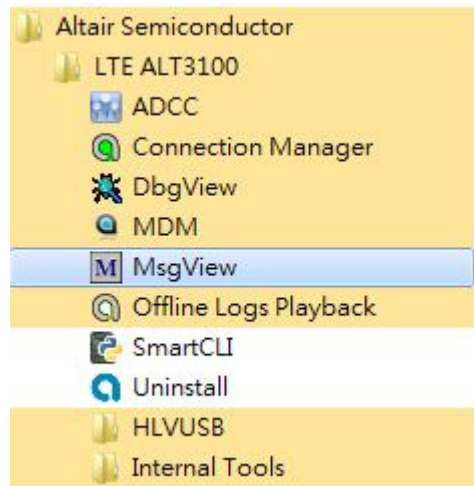 Altair Semiconductor
LTE ALT3100
ADCC
Connection Manager
DbgView
MDM
M MsgView
Offline Logs Playback
SmartCLI
Uninstall
HLVUSB
Internal Tools